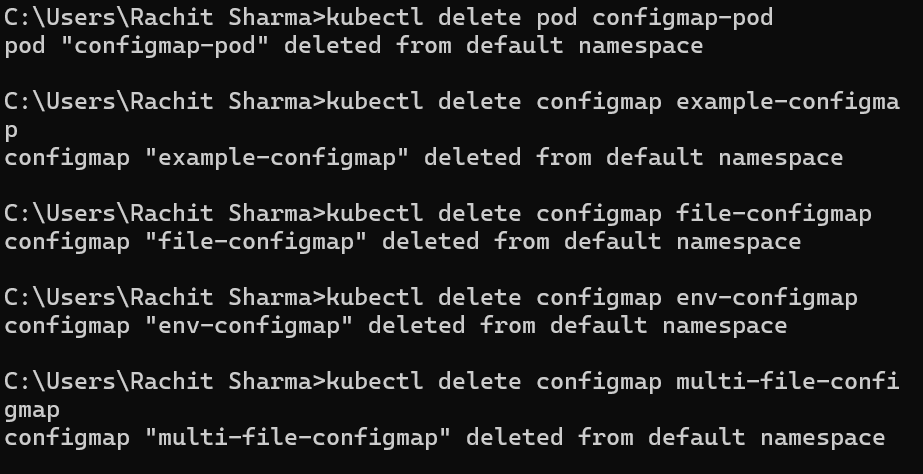 C:\Users\Rachit Sharma>kubectl delete pod configmap-pod
pod "configmap-pod" deleted from default namespace
C:\Users\Rachit Sharma>kubectl delete configmap example-configma
p
configmap "example-configmap" deleted from default namespace
C:\Users\Rachit Sharma>kubectl delete configmap file-configmap
configmap "file-configmap" deleted from default namespace
C:\Users\Rachit Sharma>kubectl delete configmap env-configmap
configmap "env-configmap" deleted from default namespace
C:\Users\Rachit Sharma>kubectl delete configmap multi-file-confi
gmap
configmap "multi-file-configmap" deleted from default namespace